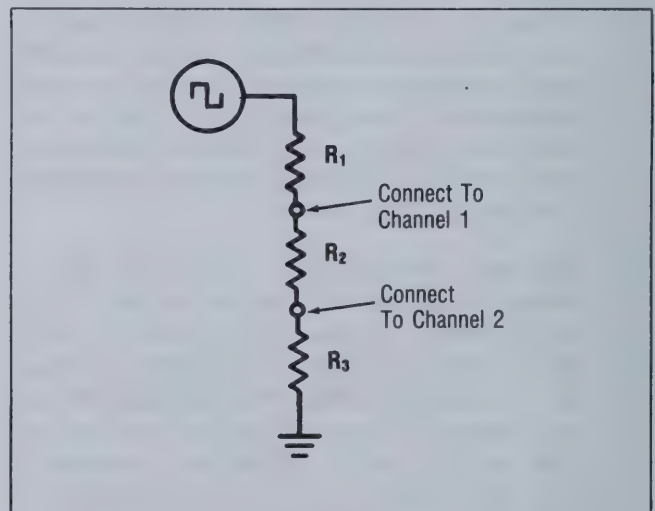 R₁
Connect To
Channel 1
R₂
Connect
To Channel 2
R₃